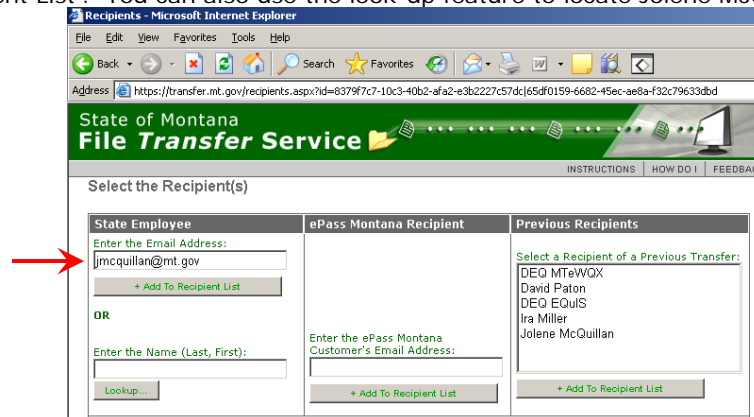 ent List". You can also use the look-up feature to locate Jolene Mc
Recipients - Microsoft Internet Explorer
File Edit View Favorites Tools Help
Back Search Favorites
Address https://transfer.mt.gov/recipients.aspx?id=8379f7c7-10c3-40b2-afa2-e3b2227c57dc|65df0159-6682-45ec-ae8a-f32c79633dbd
State of Montana
File Transfer Service
INSTRUCTIONS HOW DO I FEEDBA
Select the Recipient(s)
State Employee
Enter the Email Address:
jmcquillan@mt.gov
+ Add To Recipient List
OR
Enter the Name (Last, First):
Lookup...
ePass Montana Recipient
Enter the ePass Montana
Customer's Email Address:
+ Add To Recipient List
Previous Recipients
Select a Recipient of a Previous Transfer:
DEQ MTeWQX
David Paton
DEQ EQuIS
Ira Miller
Jolene McQuillan
+ Add To Recipient List